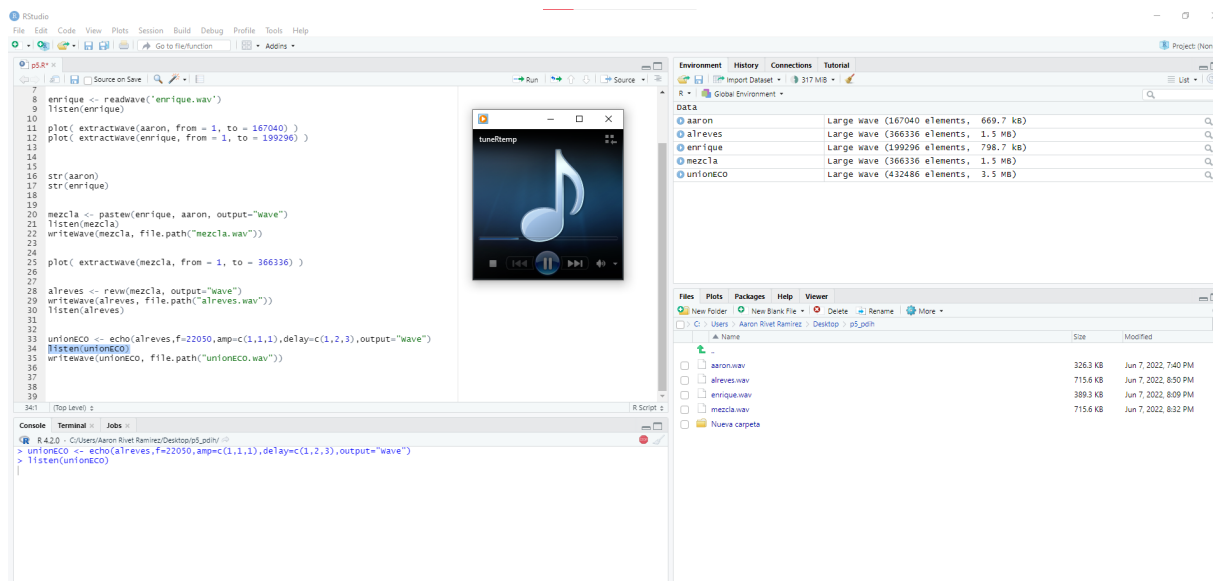 RStudio
File Edit Code View Plots Session Build Debug Profile Tools Help
Go to file/function Addins
Project: (Non
p5.R*
Source on Save Run Source
7
8 enrique <- readWave('enrique.wav')
9 listen(enrique)
10
11 plot( extractWave(aaron, from = 1, to = 167040) )
12 plot( extractWave(enrique, from = 1, to = 199296) )
13
14
15
16 str(aaron)
17 str(enrique)
18
19
20 mezcla <- pastew(enrique, aaron, output="Wave")
21 listen(mezcla)
22 writeWave(mezcla, file.path("mezcla.wav"))
23
24
25 plot( extractWave(mezcla, from = 1, to = 366336) )
26
27
28 alreves <- revw(mezcla, output="Wave")
29 writeWave(alreves, file.path("alreves.wav"))
30 listen(alreves)
31
32
33 unionECO <- echo(alreves,f=22050,amp=c(1,1,1),delay=c(1,2,3),output="Wave")
34 listen(unionECO)
35 writeWave(unionECO, file.path("unionECO.wav"))
36
37
38
39
34:1 (Top Level) R Script
tuneRtemp
Console Terminal Jobs
R 4.2.0 · C:/Users/Aaron Rivet Ramirez/Desktop/p5_pdih/
> unionECO <- echo(alreves,f=22050,amp=c(1,1,1),delay=c(1,2,3),output="Wave")
> listen(unionECO)
Environment History Connections Tutorial
Import Dataset 317 MiB List
R Global Environment
Data
aaron Large Wave (167040 elements, 669.7 kB)
alreves Large Wave (366336 elements, 1.5 MB)
enrique Large Wave (199296 elements, 798.7 kB)
mezcla Large Wave (366336 elements, 1.5 MB)
unionECO Large Wave (432486 elements, 3.5 MB)
Files Plots Packages Help Viewer
New Folder New Blank File Delete Rename More
C: > Users > Aaron Rivet Ramirez > Desktop > p5_pdih
Name Size Modified
..
aaron.wav 326.3 KB Jun 7, 2022, 7:40 PM
alreves.wav 715.6 KB Jun 7, 2022, 8:50 PM
enrique.wav 389.3 KB Jun 7, 2022, 8:09 PM
mezcla.wav 715.6 KB Jun 7, 2022, 8:32 PM
Nueva carpeta